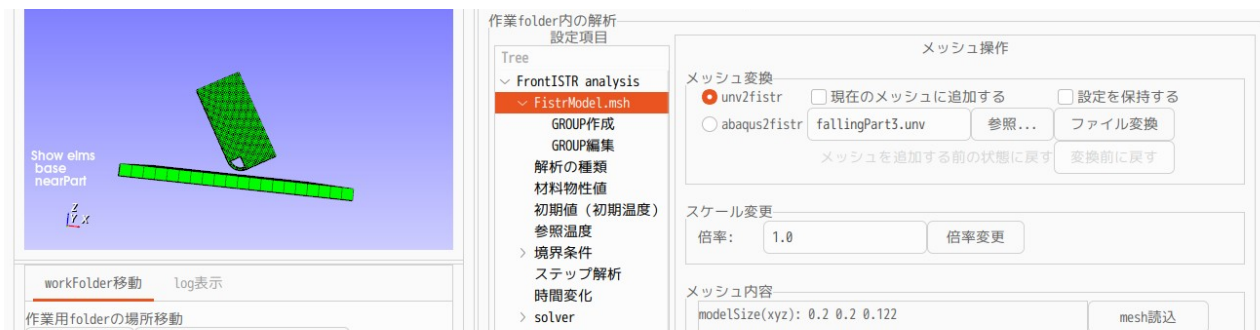 Show elms
base
nearPart
Z
Y X
workFolder移動 log表示
作業用folderの場所移動
作業folder内の解析
設定項目
Tree
FrontISTR analysis
FistrModel.msh
GROUP作成
GROUP編集
解析の種類
材料物性値
初期値（初期温度）
参照温度
境界条件
ステップ解析
時間変化
solver
メッシュ操作
メッシュ変換
unv2fistr 現在のメッシュに追加する 設定を保持する
abaqus2fistr fallingPart3.unv 参照... ファイル変換
メッシュを追加する前の状態に戻す 変換前に戻す
スケール変更
倍率: 1.0 倍率変更
メッシュ内容
modelSize(xyz): 0.2 0.2 0.122 mesh読込